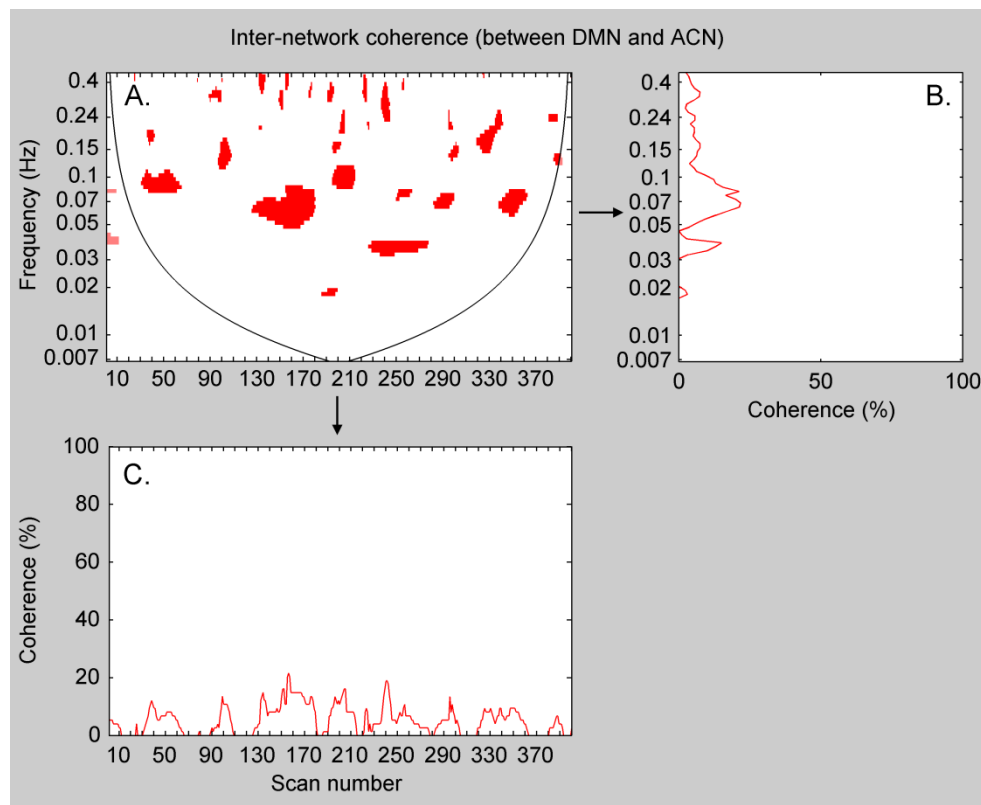 Inter-network coherence (between DMN and ACN)
A.
0.4
0.24
0.15
0.1
0.07
0.05
0.03
0.02
0.01
0.007
Frequency (Hz)
10 50 90 130 170 210 250 290 330 370
B.
0.4
0.24
0.15
0.1
0.07
0.05
0.03
0.02
0.01
0.007
0 50 100
Coherence (%)
C.
100
80
60
40
20
0
Coherence (%)
10 50 90 130 170 210 250 290 330 370
Scan number